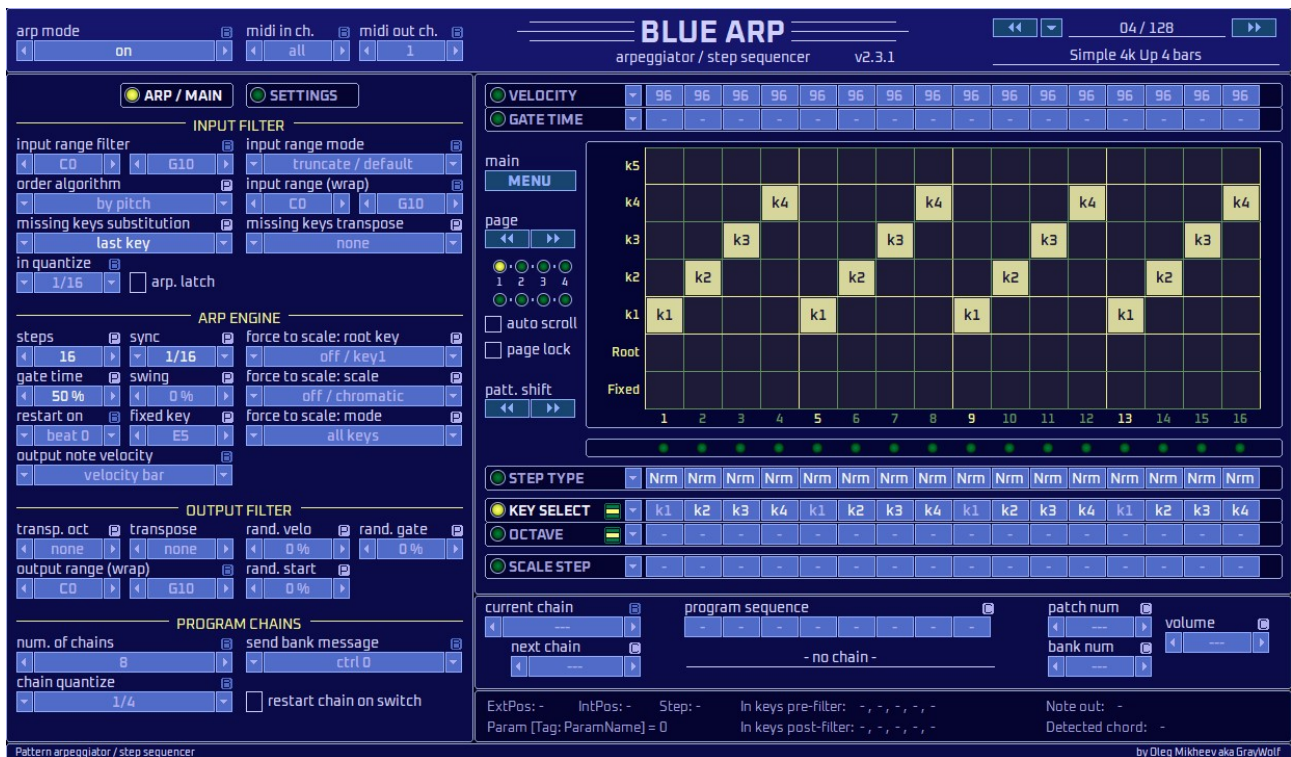 arp mode B midi in ch. B midi out ch. B
on all 1
BLUE ARP
arpeggiator / step sequencer v2.3.1
04 / 128
Simple 4k Up 4 bars
ARP / MAIN SETTINGS
INPUT FILTER
input range filter B input range mode B
C0 G10 truncate / default
order algorithm P input range (wrap) B
by pitch C0 G10
missing keys substitution P missing keys transpose P
last key none
in quantize B
1/16 arp. latch
ARP ENGINE
steps P sync P force to scale: root key P
16 1/16 off / key1
gate time P swing P force to scale: scale P
50 % 0 % off / chromatic
restart on B fixed key P force to scale: mode P
beat 0 E5 all keys
output note velocity B
velocity bar
OUTPUT FILTER
transp. oct P transpose P rand. velo P rand. gate P
none none 0 % 0 %
output range (wrap) B rand. start P
C0 G10 0 %
PROGRAM CHAINS
num. of chains B send bank message B
8 ctrl 0
chain quantize B
1/4 restart chain on switch
VELOCITY 96 96 96 96 96 96 96 96 96 96 96 96 96 96 96 96
GATE TIME - - - - - - - - - - - - - - - -
main
MENU
page
1 2 3 4
auto scroll
page lock
patt. shift
k5
k4 k4 k4 k4 k4
k3 k3 k3 k3 k3
k2 k2 k2 k2 k2
k1 k1 k1 k1 k1
Root
Fixed
1 2 3 4 5 6 7 8 9 10 11 12 13 14 15 16
STEP TYPE Nrm Nrm Nrm Nrm Nrm Nrm Nrm Nrm Nrm Nrm Nrm Nrm Nrm Nrm Nrm Nrm
KEY SELECT k1 k2 k3 k4 k1 k2 k3 k4 k1 k2 k3 k4 k1 k2 k3 k4
OCTAVE - - - - - - - - - - - - - - - -
SCALE STEP - - - - - - - - - - - - - - - -
current chain B program sequence C patch num C
--- - - - - - - - - --- volume C
next chain C bank num C ---
--- - no chain - ---
ExtPos: - IntPos: - Step: - In keys pre-filter: -, -, -, -, - Note out: -
Param [Tag: ParamName] = 0 In keys post-filter: -, -, -, -, - Detected chord: -
Pattern arpeggiator / step sequencer by Oleg Mikheev aka GrayWolf